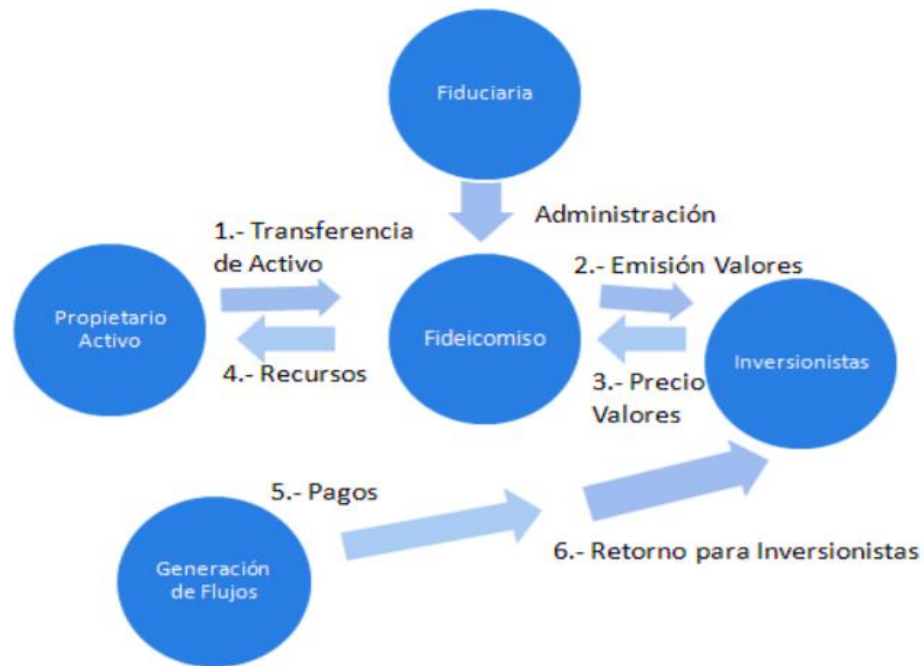 Fiduciaria
Administración
1.- Transferencia
de Activo
2.- Emisión Valores
Propietario
Activo
Fideicomiso
Inversionistas
4.- Recursos
3.- Precio
Valores
5.- Pagos
6.- Retorno para Inversionistas
Generación
de Flujos